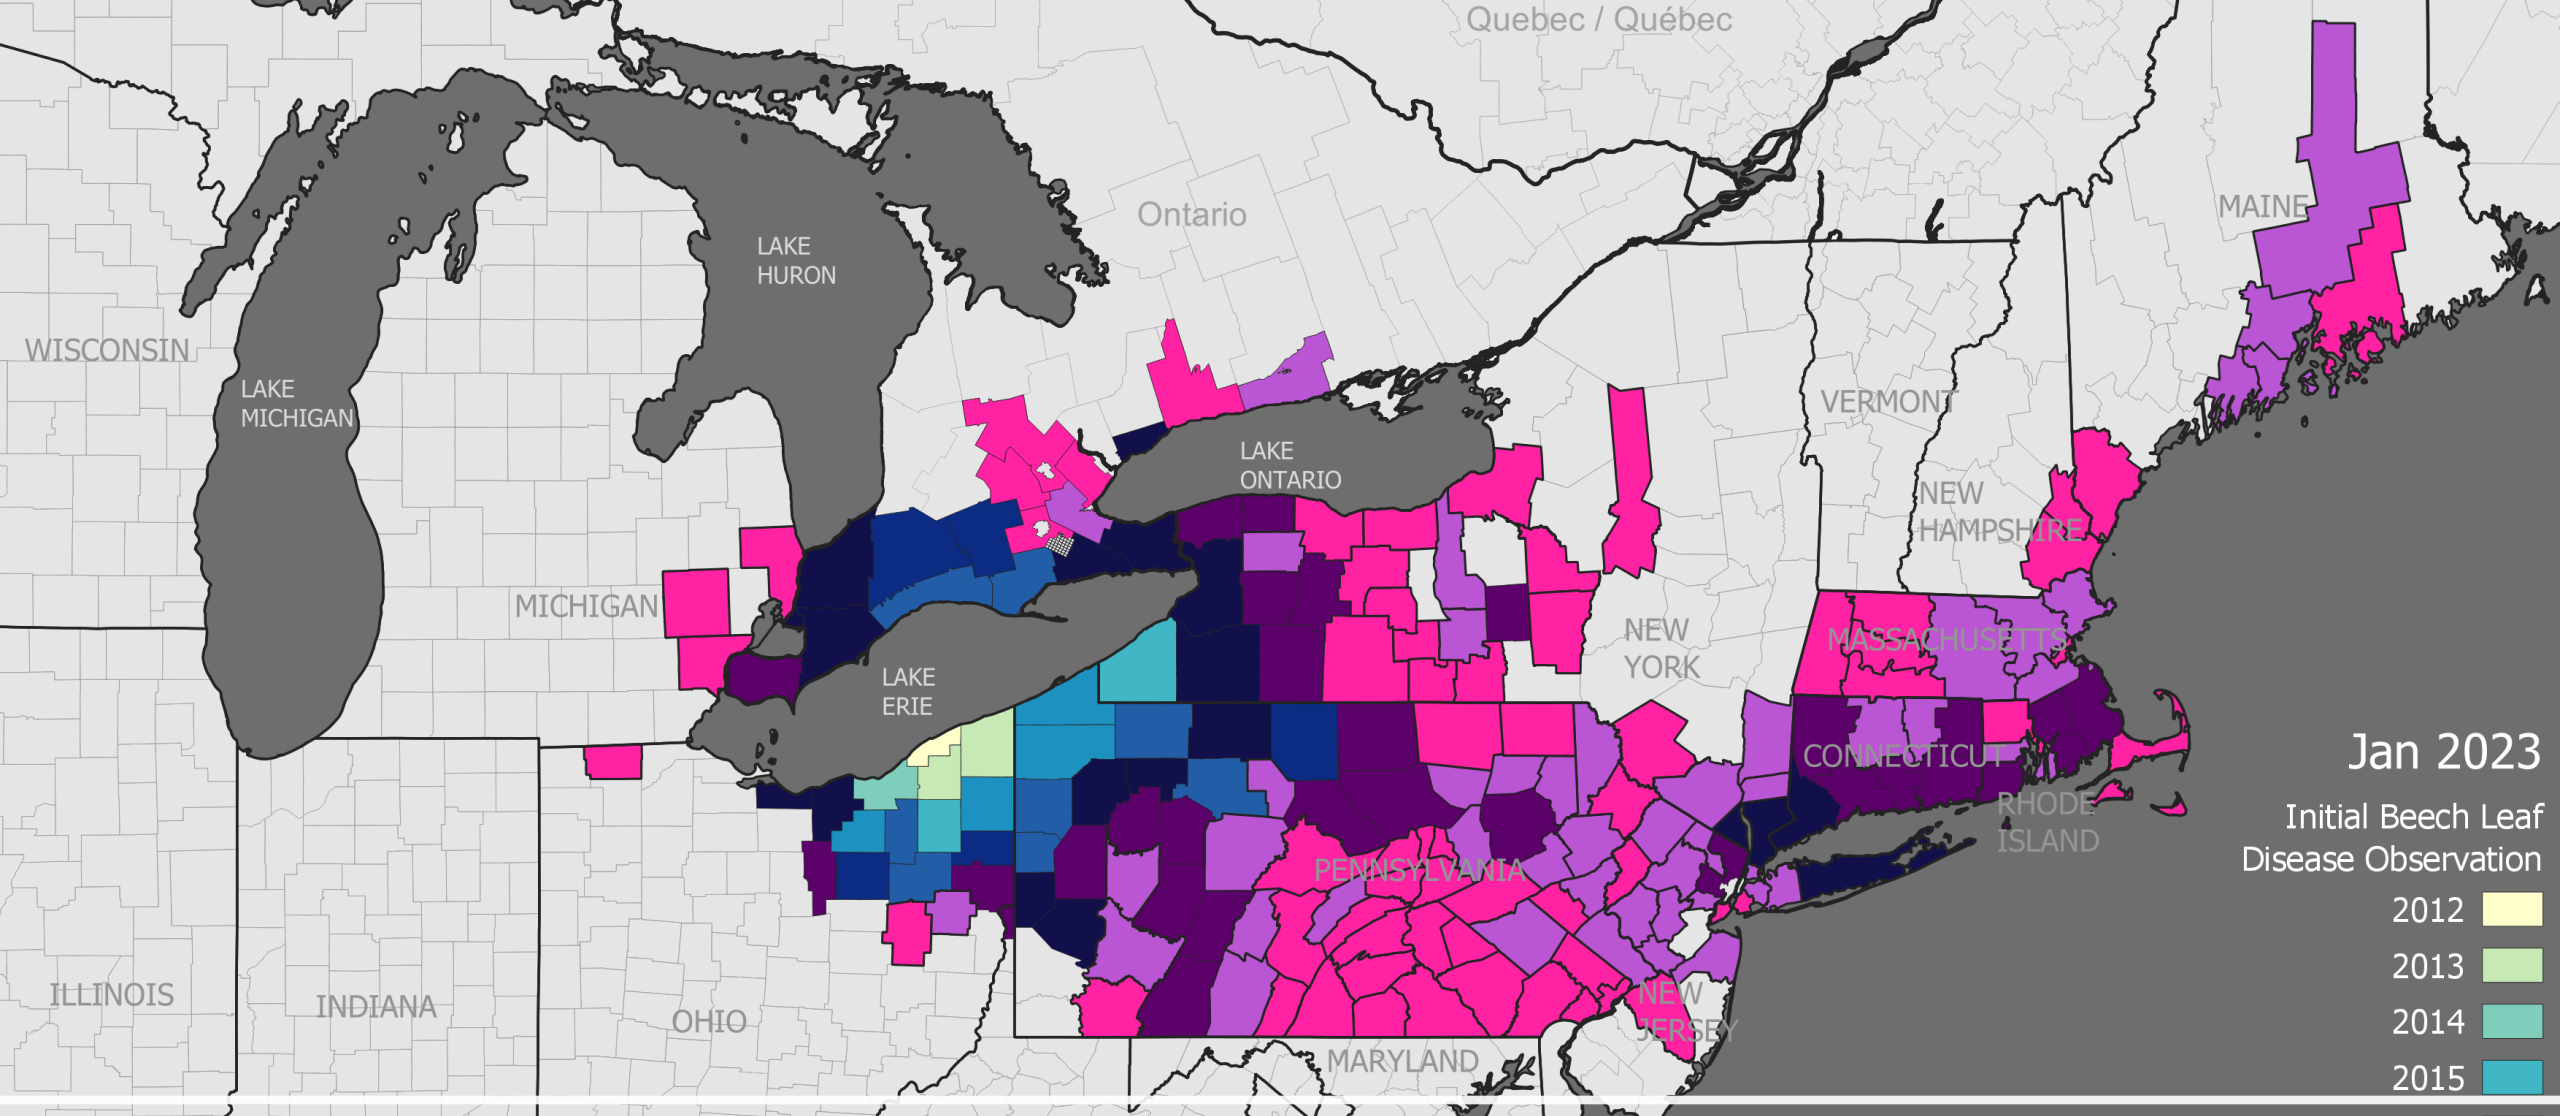 Quebec / Québec
MAINE
Ontario
LAKE
HURON
WISCONSIN
LAKE
MICHIGAN
VERMONT
LAKE
ONTARIO
NEW
HAMPSHIRE
MICHIGAN
NEW
YORK
MASSACHUSETTS
LAKE
ERIE
CONNECTICUT
RHODE
ISLAND
PENNSYLVANIA
ILLINOIS
INDIANA
OHIO
NEW
JERSEY
MARYLAND
Jan 2023
Initial Beech Leaf
Disease Observation
2012
2013
2014
2015